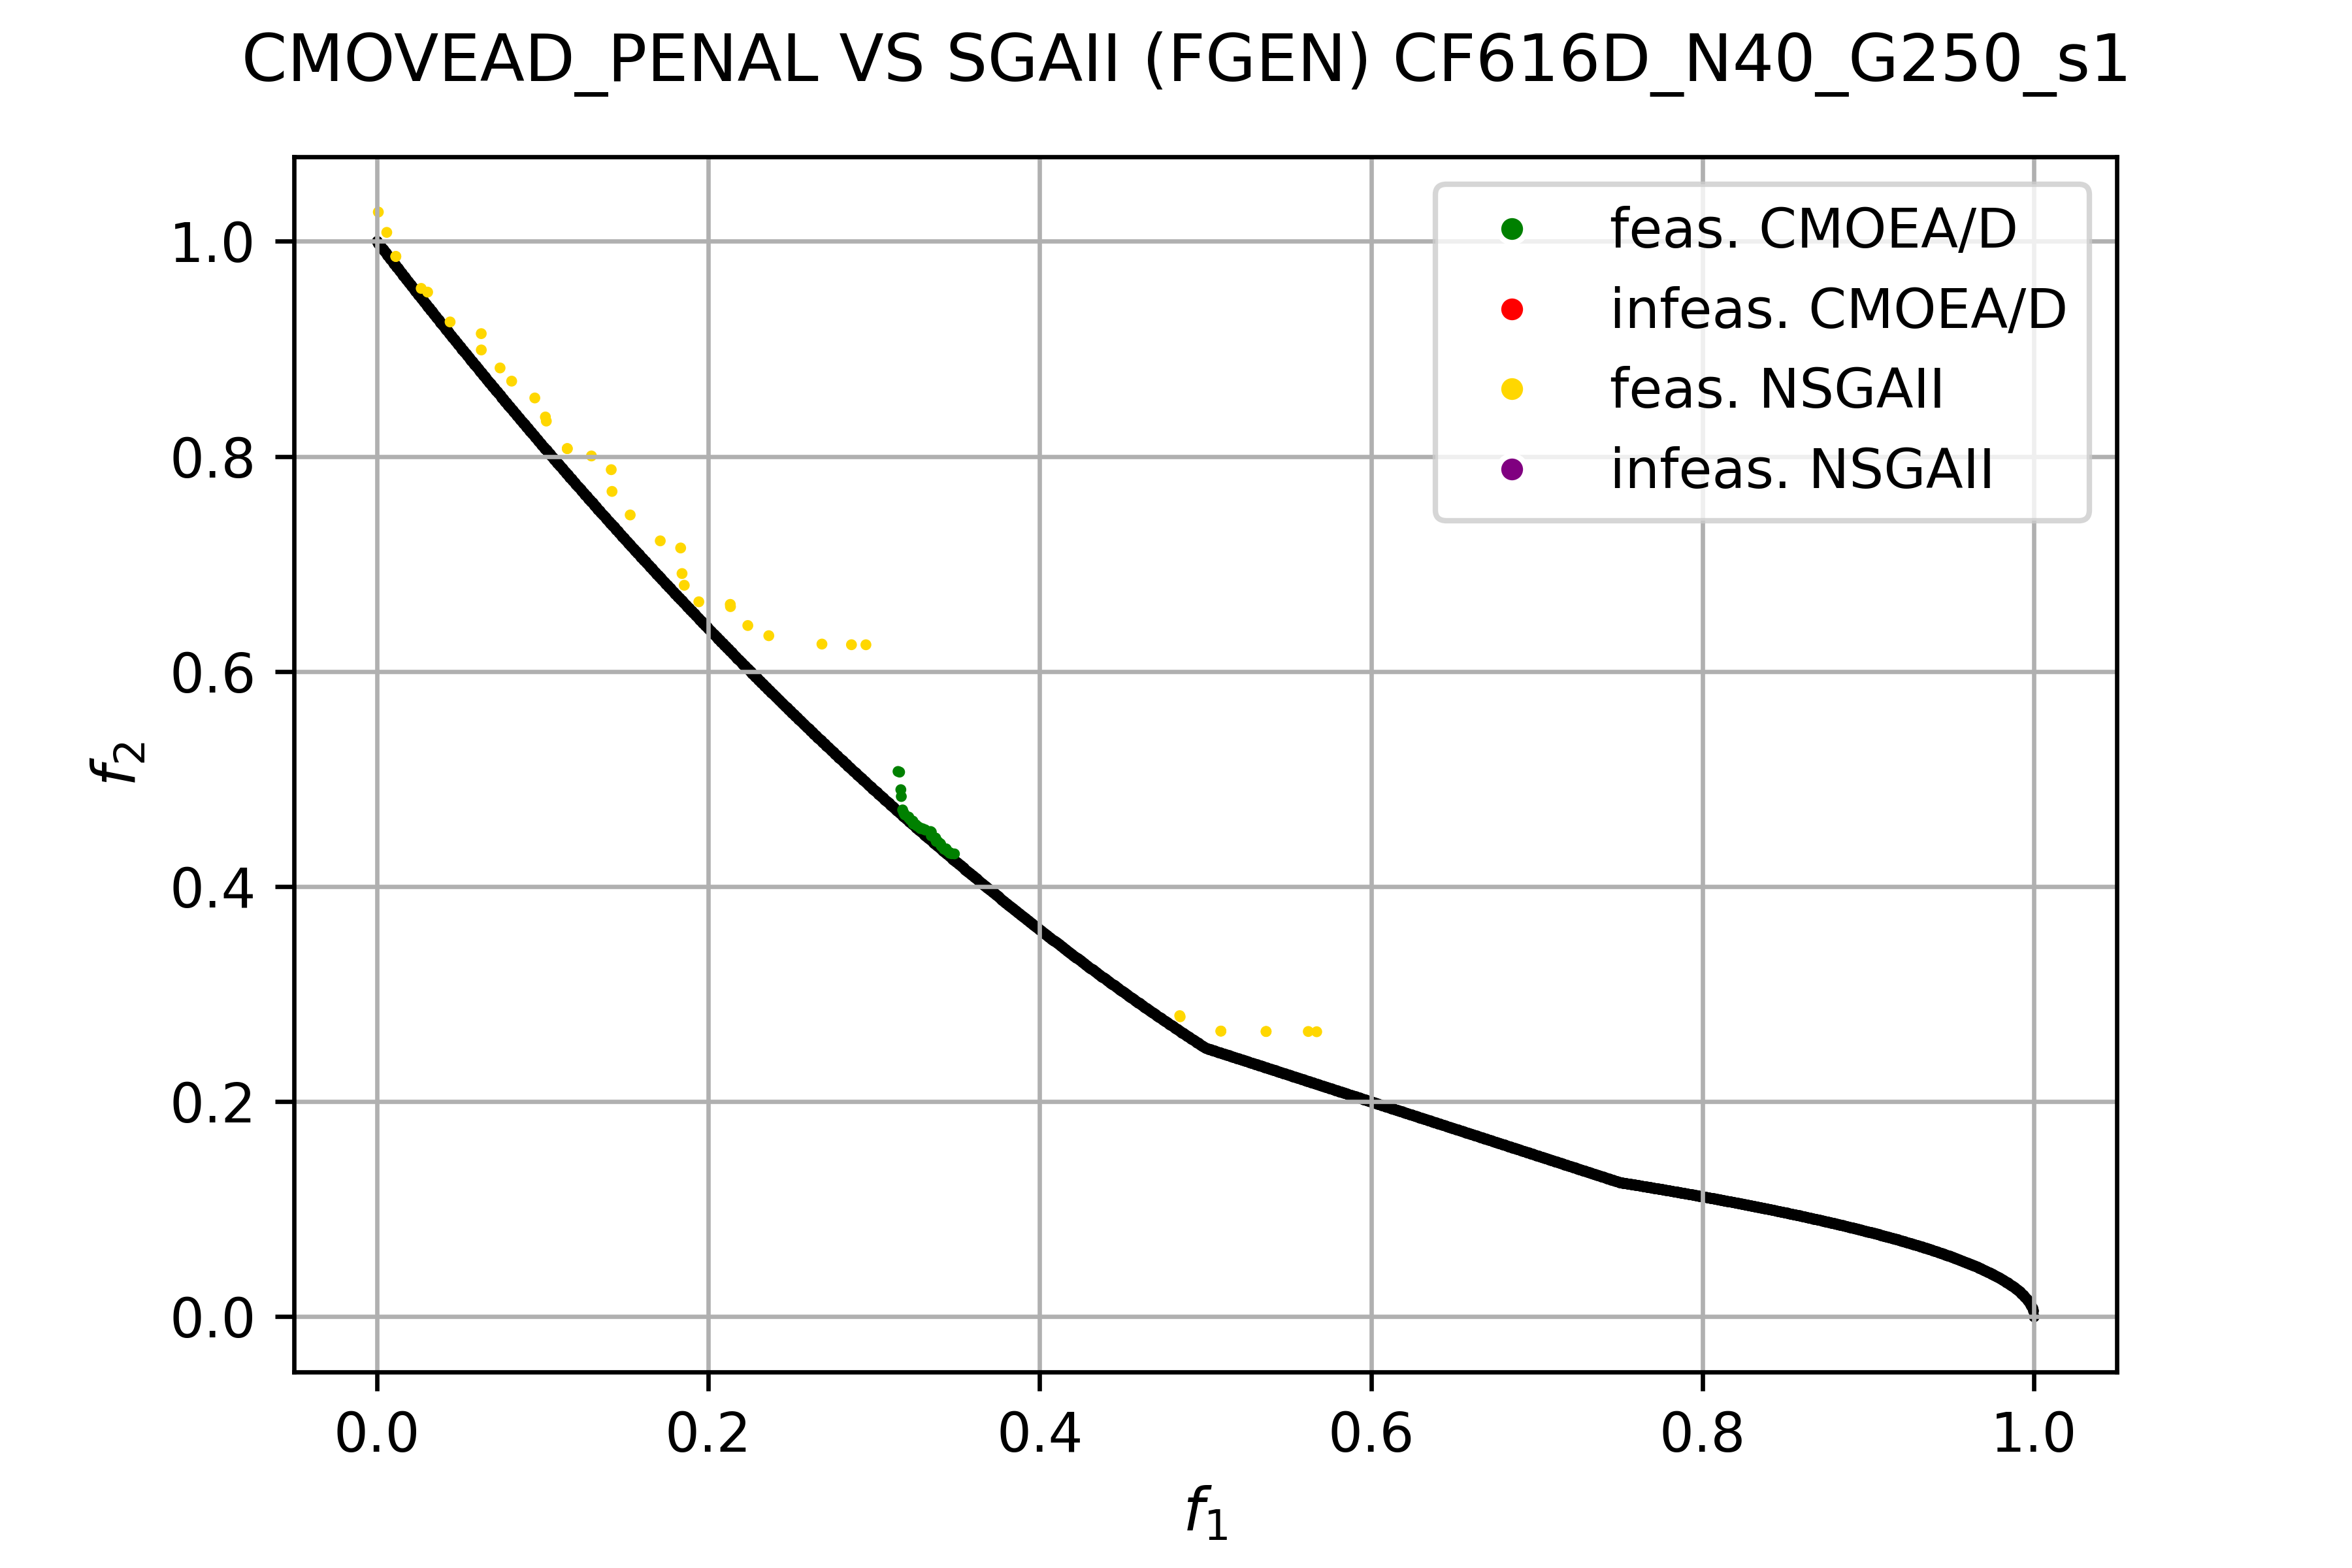 CMOVEAD_PENAL VS SGAII (FGEN) CF616D_N40_G250_s1
feas. CMOEA/D
infeas. CMOEA/D
feas. NSGAII
infeas. NSGAII
1.0
0.8
0.6
0.4
0.2
0.0
f2
0.0 0.2 0.4 0.6 0.8 1.0
f1